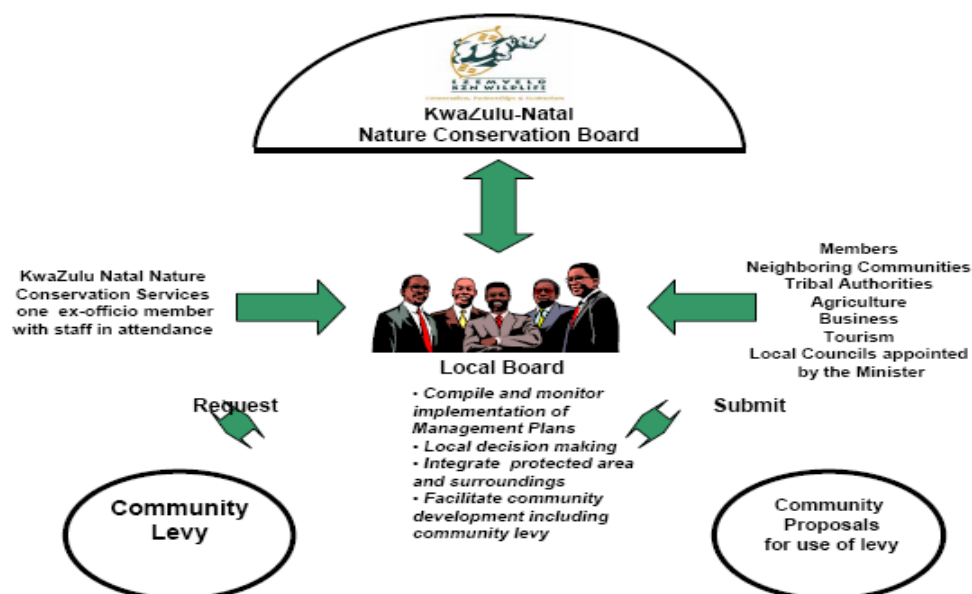 EZEMVELO
KZN WILDLIFE
Conservation, Partnerships & Ecotourism
KwaZulu-Natal
Nature Conservation Board
KwaZulu Natal Nature
Conservation Services
one ex-officio member
with staff in attendance
Members
Neighboring Communities
Tribal Authorities
Agriculture
Business
Tourism
Local Councils appointed
by the Minister
Local Board
• Compile and monitor
implementation of
Management Plans
• Local decision making
• Integrate protected area
and surroundings
• Facilitate community
development including
community levy
Request
Submit
Community
Levy
Community
Proposals
for use of levy